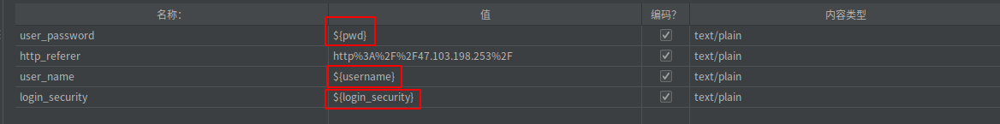 名称: 值 编码? 内容类型
user_password ${pwd} text/plain
http_referer http%3A%2F%2F47.103.198.253%2F text/plain
user_name ${username} text/plain
login_security ${login_security} text/plain